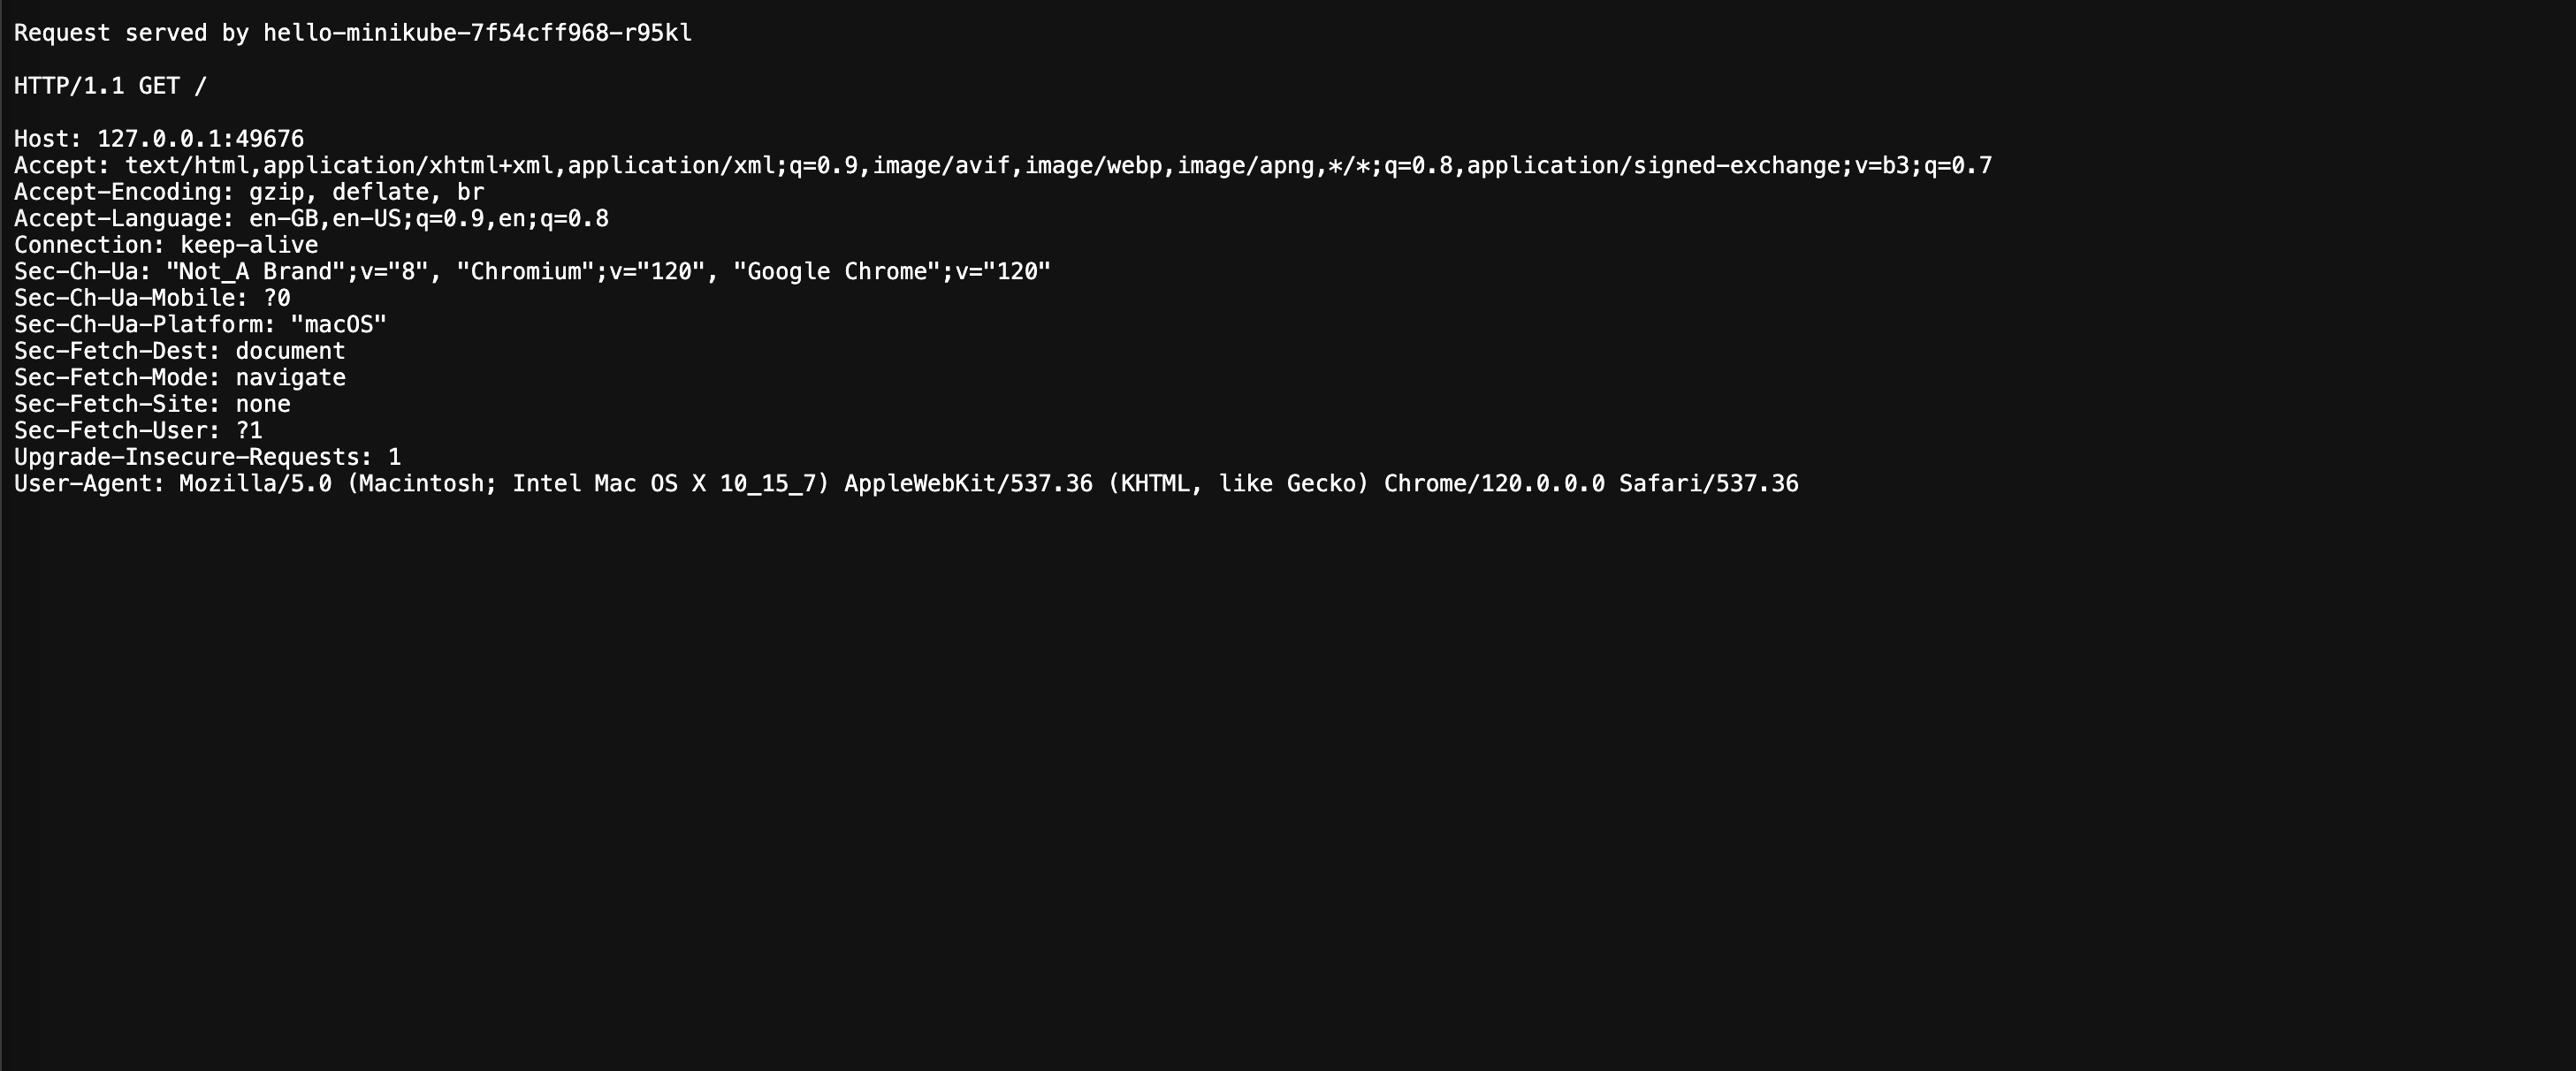 Request served by hello-minikube-7f54cff968-r95kl
HTTP/1.1 GET /
Host: 127.0.0.1:49676
Accept: text/html,application/xhtml+xml,application/xml;q=0.9,image/avif,image/webp,image/apng,*/*;q=0.8,application/signed-exchange;v=b3;q=0.7
Accept-Encoding: gzip, deflate, br
Accept-Language: en-GB,en-US;q=0.9,en;q=0.8
Connection: keep-alive
Sec-Ch-Ua: "Not_A Brand";v="8", "Chromium";v="120", "Google Chrome";v="120"
Sec-Ch-Ua-Mobile: ?0
Sec-Ch-Ua-Platform: "macOS"
Sec-Fetch-Dest: document
Sec-Fetch-Mode: navigate
Sec-Fetch-Site: none
Sec-Fetch-User: ?1
Upgrade-Insecure-Requests: 1
User-Agent: Mozilla/5.0 (Macintosh; Intel Mac OS X 10_15_7) AppleWebKit/537.36 (KHTML, like Gecko) Chrome/120.0.0.0 Safari/537.36